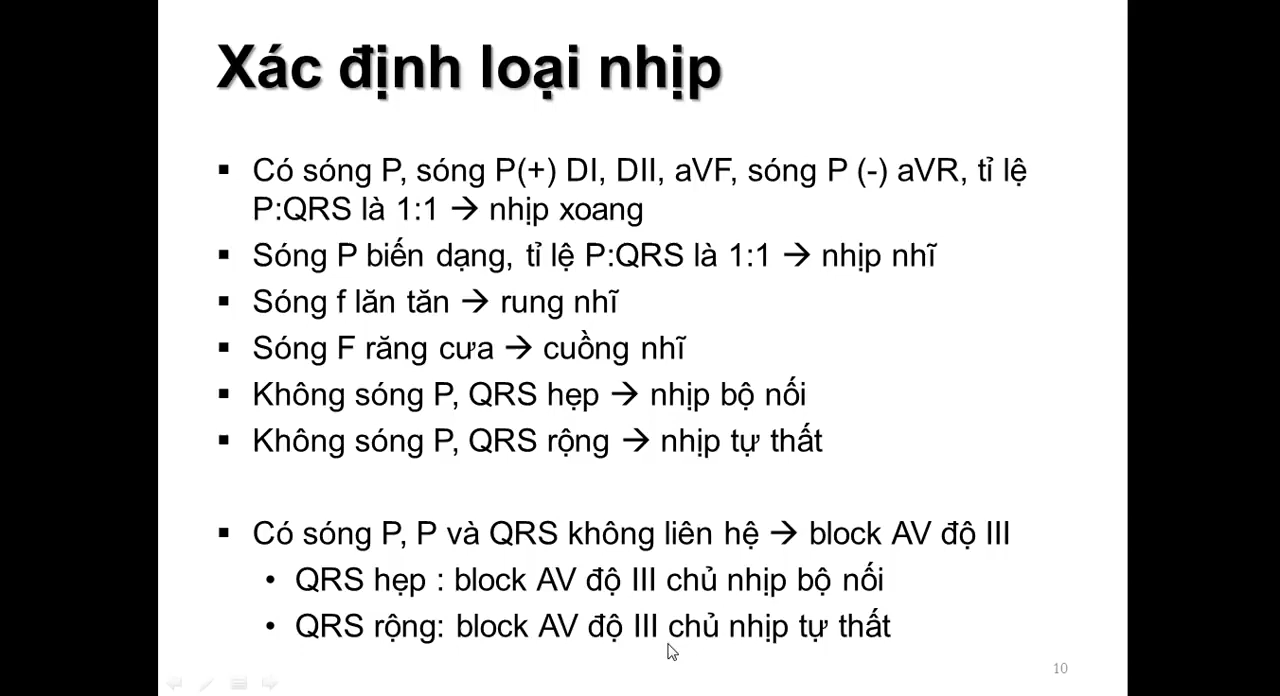 Xác định loại nhịp
▪ Có sóng P, sóng P(+) DI, DII, aVF, sóng P (-) aVR, tỉ lệ
P:QRS là 1:1 → nhịp xoang
▪ Sóng P biến dạng, tỉ lệ P:QRS là 1:1 → nhịp nhĩ
▪ Sóng f lăn tăn → rung nhĩ
▪ Sóng F răng cưa → cuồng nhĩ
▪ Không sóng P, QRS hẹp → nhịp bộ nối
▪ Không sóng P, QRS rộng → nhịp tự thất
▪ Có sóng P, P và QRS không liên hệ → block AV độ III
• QRS hẹp : block AV độ III chủ nhịp bộ nối
• QRS rộng: block AV độ III chủ nhịp tự thất
10